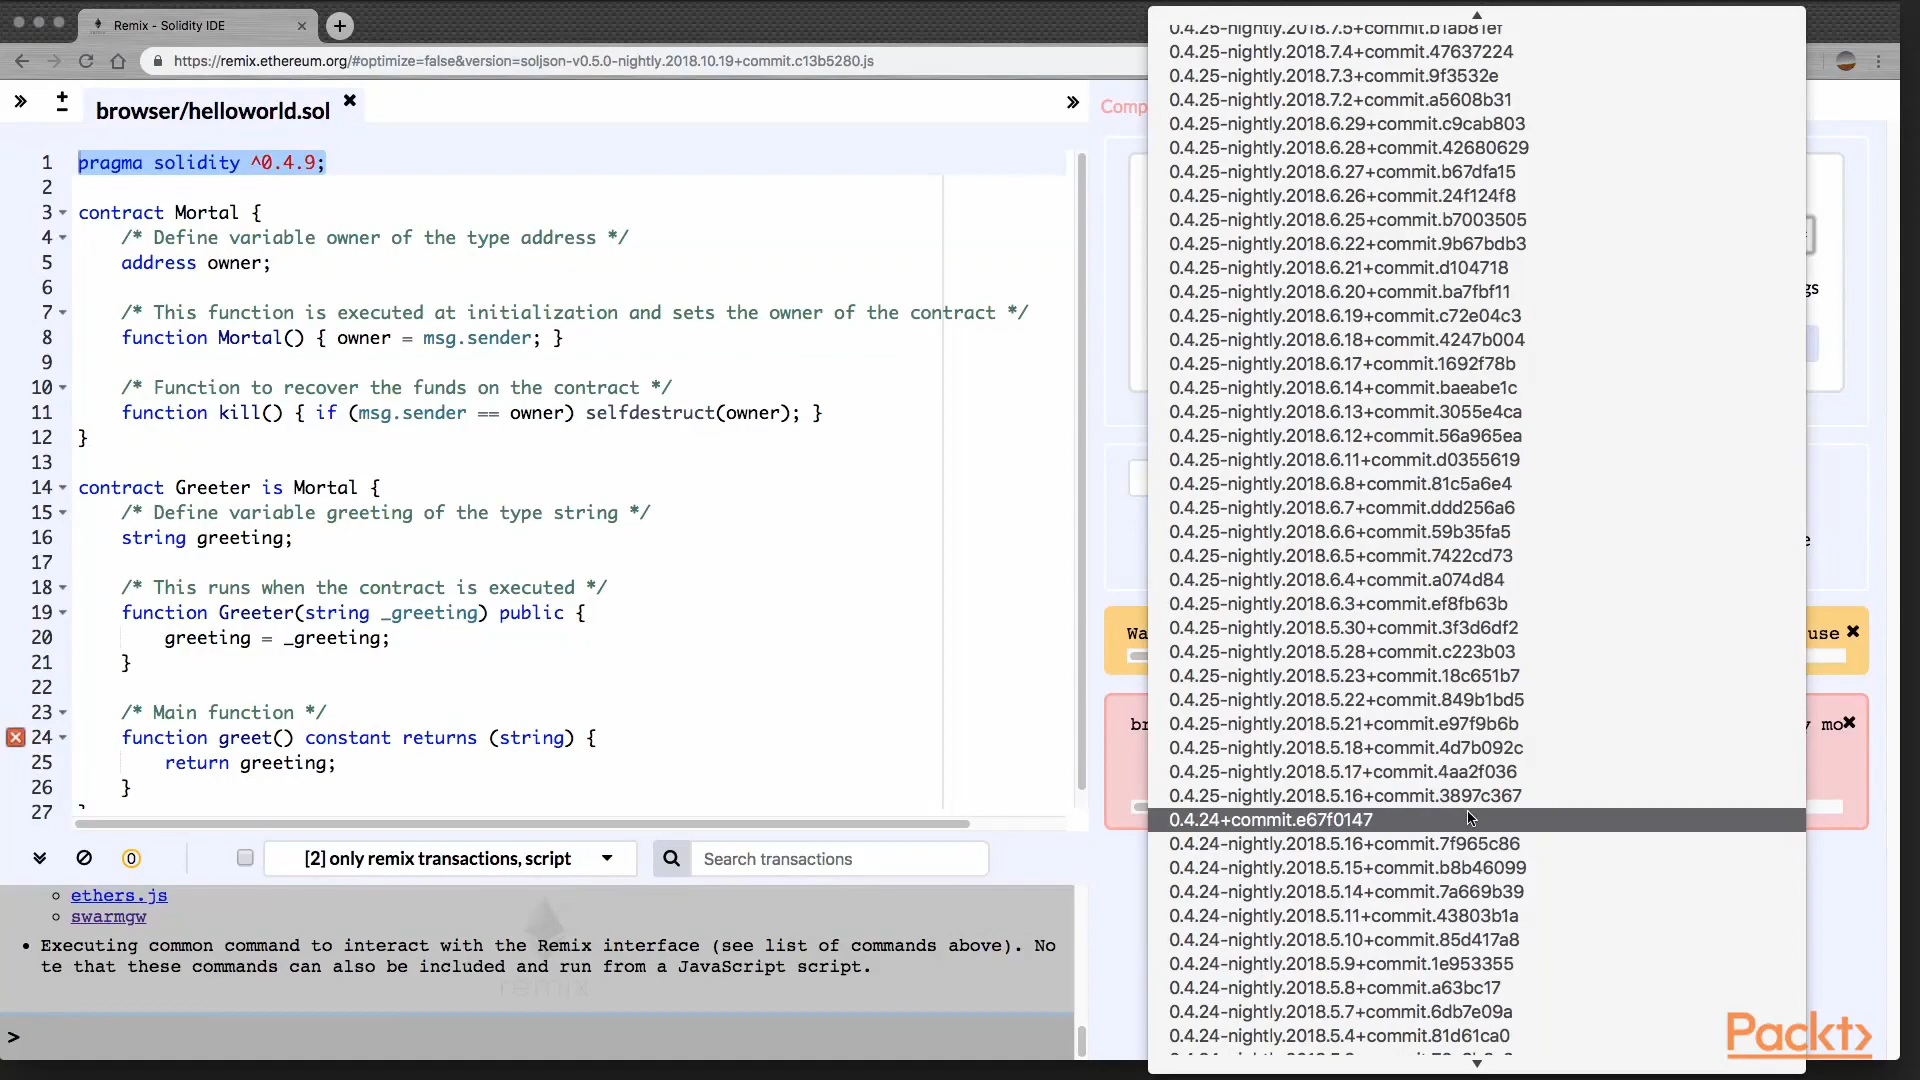 Remix - Solidity IDE
https://remix.ethereum.org/#optimize=false&version=soljson-v0.5.0-nightly.2018.10.19+commit.c13b5280.js
browser/helloworld.sol
1 pragma solidity ^0.4.9;
2
3 contract Mortal {
4 /* Define variable owner of the type address */
5 address owner;
6
7 /* This function is executed at initialization and sets the owner of the contract */
8 function Mortal() { owner = msg.sender; }
9
10 /* Function to recover the funds on the contract */
11 function kill() { if (msg.sender == owner) selfdestruct(owner); }
12 }
13
14 contract Greeter is Mortal {
15 /* Define variable greeting of the type string */
16 string greeting;
17
18 /* This runs when the contract is executed */
19 function Greeter(string _greeting) public {
20 greeting = _greeting;
21 }
22
23 /* Main function */
24 function greet() constant returns (string) {
25 return greeting;
26 }
27
0
[2] only remix transactions, script
Search transactions
ethers.js
swarmgw
Executing common command to interact with the Remix interface (see list of commands above). No
te that these commands can also be included and run from a JavaScript script.
remix
>
Comp
gs
e
Wa
use
br
y mo
0.4.25-nightly.2018.7.5+commit.b1ab81ef
0.4.25-nightly.2018.7.4+commit.47637224
0.4.25-nightly.2018.7.3+commit.9f3532e
0.4.25-nightly.2018.7.2+commit.a5608b31
0.4.25-nightly.2018.6.29+commit.c9cab803
0.4.25-nightly.2018.6.28+commit.42680629
0.4.25-nightly.2018.6.27+commit.b67dfa15
0.4.25-nightly.2018.6.26+commit.24f124f8
0.4.25-nightly.2018.6.25+commit.b7003505
0.4.25-nightly.2018.6.22+commit.9b67bdb3
0.4.25-nightly.2018.6.21+commit.d104718
0.4.25-nightly.2018.6.20+commit.ba7fbf11
0.4.25-nightly.2018.6.19+commit.c72e04c3
0.4.25-nightly.2018.6.18+commit.4247b004
0.4.25-nightly.2018.6.17+commit.1692f78b
0.4.25-nightly.2018.6.14+commit.baeabe1c
0.4.25-nightly.2018.6.13+commit.3055e4ca
0.4.25-nightly.2018.6.12+commit.56a965ea
0.4.25-nightly.2018.6.11+commit.d0355619
0.4.25-nightly.2018.6.8+commit.81c5a6e4
0.4.25-nightly.2018.6.7+commit.ddd256a6
0.4.25-nightly.2018.6.6+commit.59b35fa5
0.4.25-nightly.2018.6.5+commit.7422cd73
0.4.25-nightly.2018.6.4+commit.a074d84
0.4.25-nightly.2018.6.3+commit.ef8fb63b
0.4.25-nightly.2018.5.30+commit.3f3d6df2
0.4.25-nightly.2018.5.28+commit.c223b03
0.4.25-nightly.2018.5.23+commit.18c651b7
0.4.25-nightly.2018.5.22+commit.849b1bd5
0.4.25-nightly.2018.5.21+commit.e97f9b6b
0.4.25-nightly.2018.5.18+commit.4d7b092c
0.4.25-nightly.2018.5.17+commit.4aa2f036
0.4.25-nightly.2018.5.16+commit.3897c367
0.4.24+commit.e67f0147
0.4.24-nightly.2018.5.16+commit.7f965c86
0.4.24-nightly.2018.5.15+commit.b8b46099
0.4.24-nightly.2018.5.14+commit.7a669b39
0.4.24-nightly.2018.5.11+commit.43803b1a
0.4.24-nightly.2018.5.10+commit.85d417a8
0.4.24-nightly.2018.5.9+commit.1e953355
0.4.24-nightly.2018.5.8+commit.a63bc17
0.4.24-nightly.2018.5.7+commit.6db7e09a
0.4.24-nightly.2018.5.4+commit.81d61ca0
Packt>